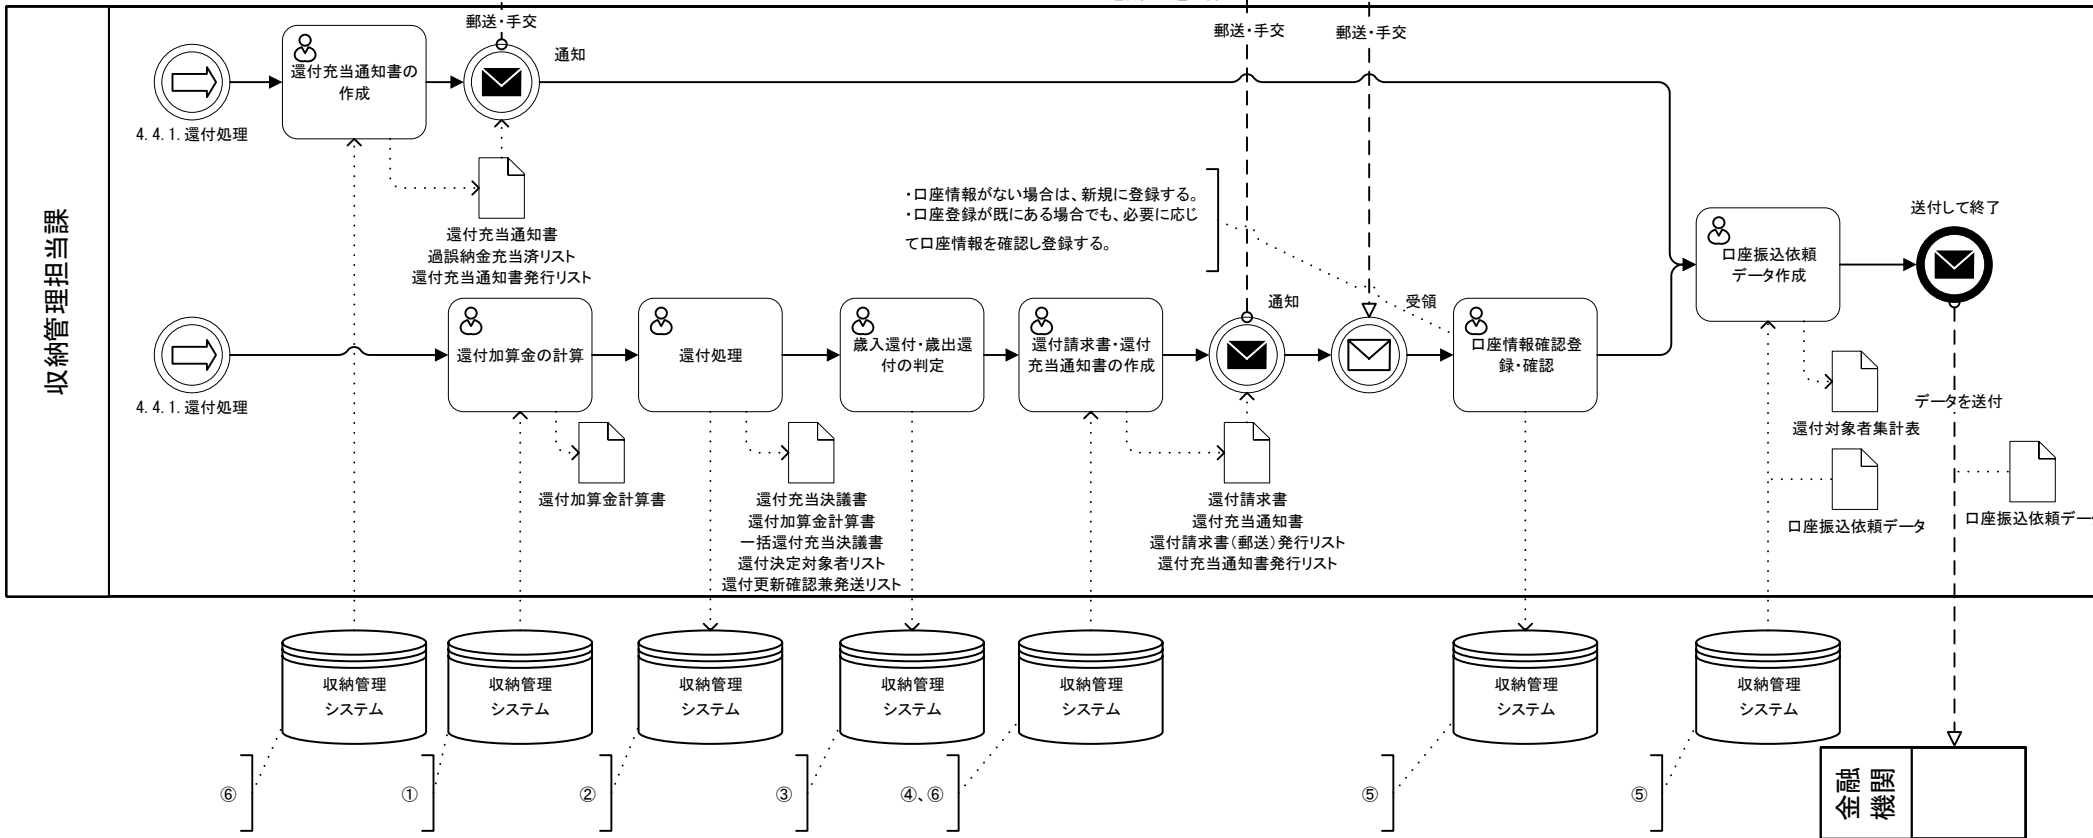 郵送・手交
郵送・手交
郵送・手交
収納管理担当課
還付充当通知書の
作成
通知
4.4.1.還付処理
還付充当通知書
過誤納金充当済リスト
還付充当通知書発行リスト
・口座情報がない場合は、新規に登録する。
・口座登録が既にある場合でも、必要に応じ
て口座情報を確認し登録する。
4.4.1.還付処理
還付加算金の計算
還付加算金計算書
還付処理
還付充当決議書
還付加算金計算書
一括還付充当決議書
還付決定対象者リスト
還付更新確認兼発送リスト
歳入還付・歳出還
付の判定
還付請求書・還付
充当通知書の作成
還付請求書
還付充当通知書
還付請求書(郵送)発行リスト
還付充当通知書発行リスト
通知
受領
口座情報確認登
録・確認
口座振込依頼
データ作成
還付対象者集計表
口座振込依頼データ
送付して終了
データを送付
口座振込依頼デー
収納管理
システム
収納管理
システム
収納管理
システム
収納管理
システム
収納管理
システム
収納管理
システム
収納管理
システム
⑥
①
②
③
④、⑥
⑤
⑤
金融
機関